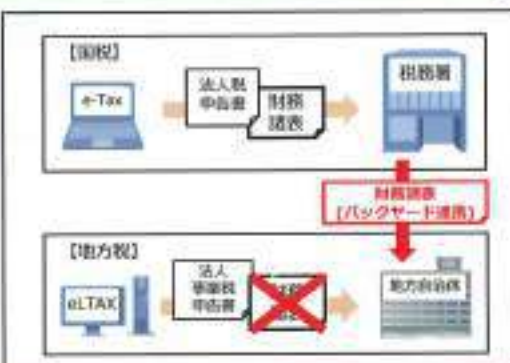 【国税】
e-Tax
法人税
申告書
財務
諸表
税務署
財務諸表
[バックヤード連携]
【地方税】
eLTAX
法人
事業税
申告書
地方自治体